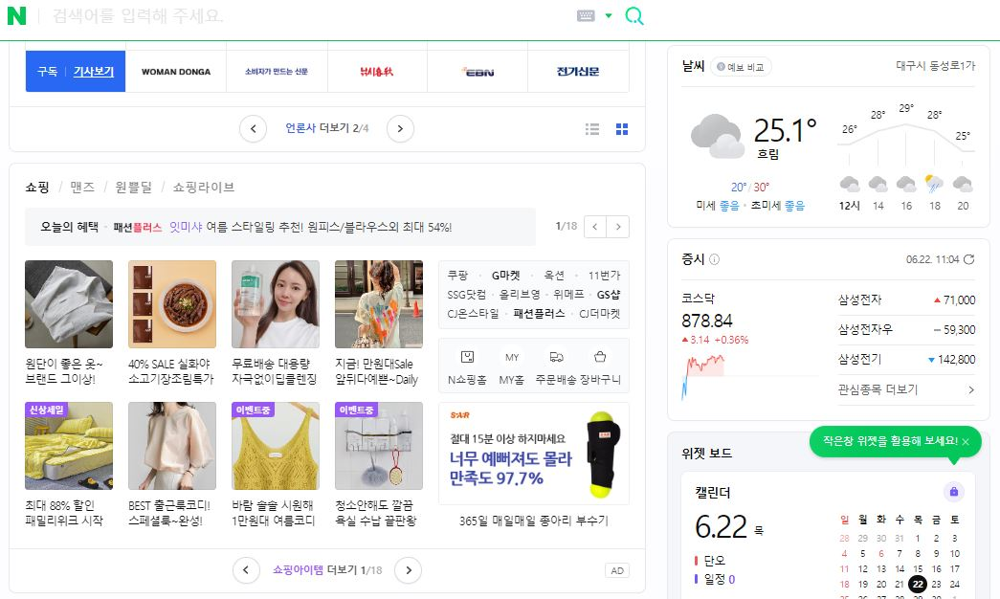 N 검색어를 입력해 주세요.
구독 기사보기
WOMAN DONGA
소비자가 만드는 신문
낚시춘추
EBN
전기신문
언론사 더보기 2/4
쇼핑 / 맨즈 / 원쁠딜 / 쇼핑라이브
오늘의 혜택 · 패션플러스 잇미샤 여름 스타일링 추천! 원피스/블라우스외 최대 54%!
1/18
원단이 좋은 옷~
브랜드 그이상!
40% SALE 실화야
소고기장조림특가
무료배송 대용량
자극없이딥클렌징
지금! 만원대Sale
앞뒤다예쁜~Daily
쿠팡 · G마켓 · 옥션 · 11번가
SSG닷컴 · 올리브영 · 위메프 · GS샵
CJ온스타일 · 패션플러스 · CJ더마켓
MY
N쇼핑홈 MY홈 주문배송 장바구니
신상세일
최대 88% 할인
패밀리위크 시작
BEST 출근룩코디!
스페셜룩~완성!
이벤트중
바람 솔솔 시원해
1만원대 여름코디
이벤트중
청소안해도 깔끔
욕실 수납 끝판왕
S:A:R
절대 15분 이상 하지마세요
너무 예뻐져도 몰라
만족도 97.7%
365일 매일매일 종아리 부수기
쇼핑아이템 더보기 1/18
AD
날씨 예보 비교 대구시 동성로1가
25.1°
흐림
20°/30°
미세 좋음 · 초미세 좋음
26° 28° 29° 28° 25°
12시 14 16 18 20
증시 06.22. 11:04
코스닥
878.84
▲3.14 +0.36%
삼성전자 ▲71,000
삼성전자우 –59,300
삼성전기 ▼142,800
관심종목 더보기
작은창 위젯을 활용해 보세요! ×
위젯 보드
캘린더
6.22 목
단오
일정 0
일 월 화 수 목 금 토
28 29 30 31 1 2 3
4 5 6 7 8 9 10
11 12 13 14 15 16 17
18 19 20 21 22 23 24